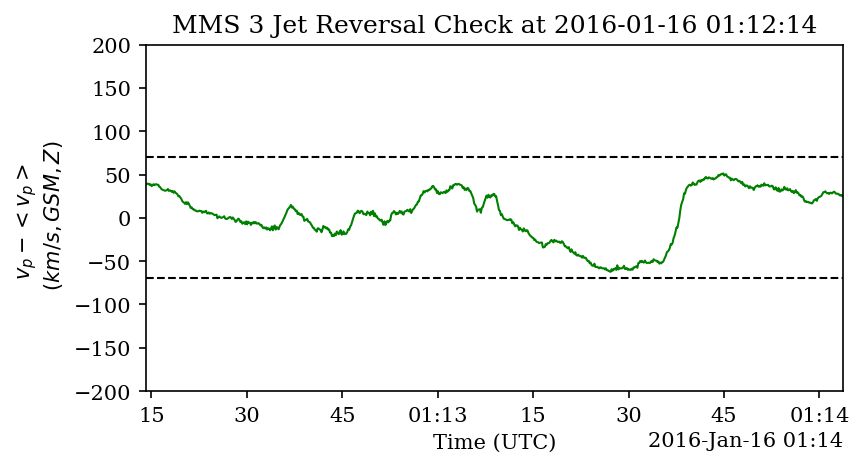 MMS 3 Jet Reversal Check at 2016-01-16 01:12:14
v_p - < v_p >
(km/s, GSM, Z)
200
150
100
50
0
−50
−100
−150
−200
15 30 45 01:13 15 30 45 01:14
Time (UTC)
2016-Jan-16 01:14